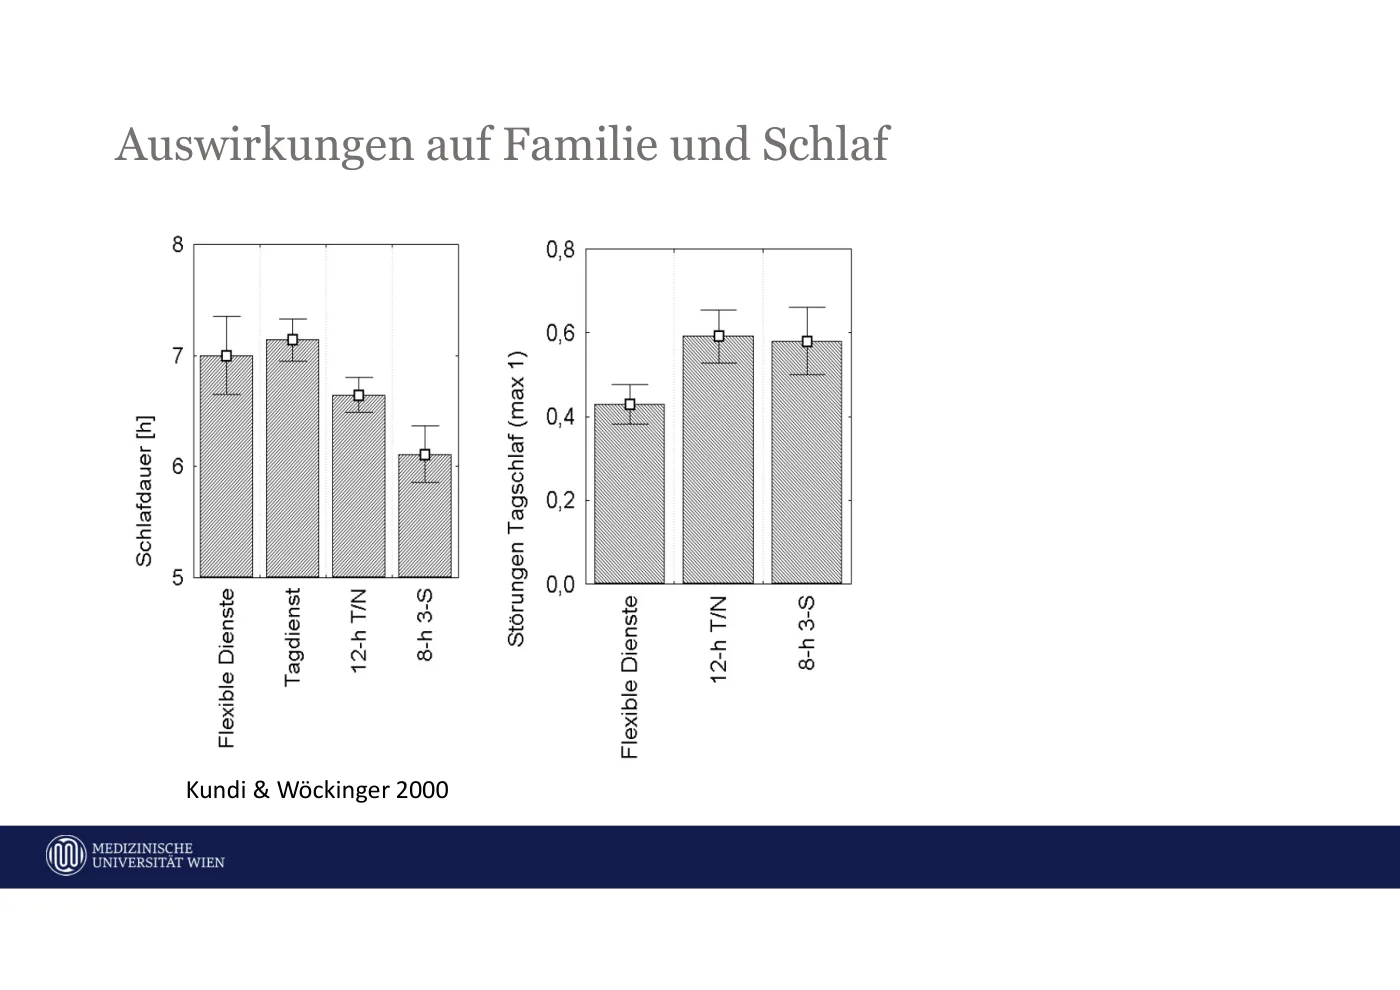 Auswirkungen auf Familie und Schlaf
Schlafdauer [h]
8
7
6
5
Flexible Dienste
Tagdienst
12-h T/N
8-h 3-S
Störungen Tagschlaf (max 1)
0,8
0,6
0,4
0,2
0,0
Flexible Dienste
12-h T/N
8-h 3-S
Kundi & Wöckinger 2000
MEDIZINISCHE
UNIVERSITÄT WIEN